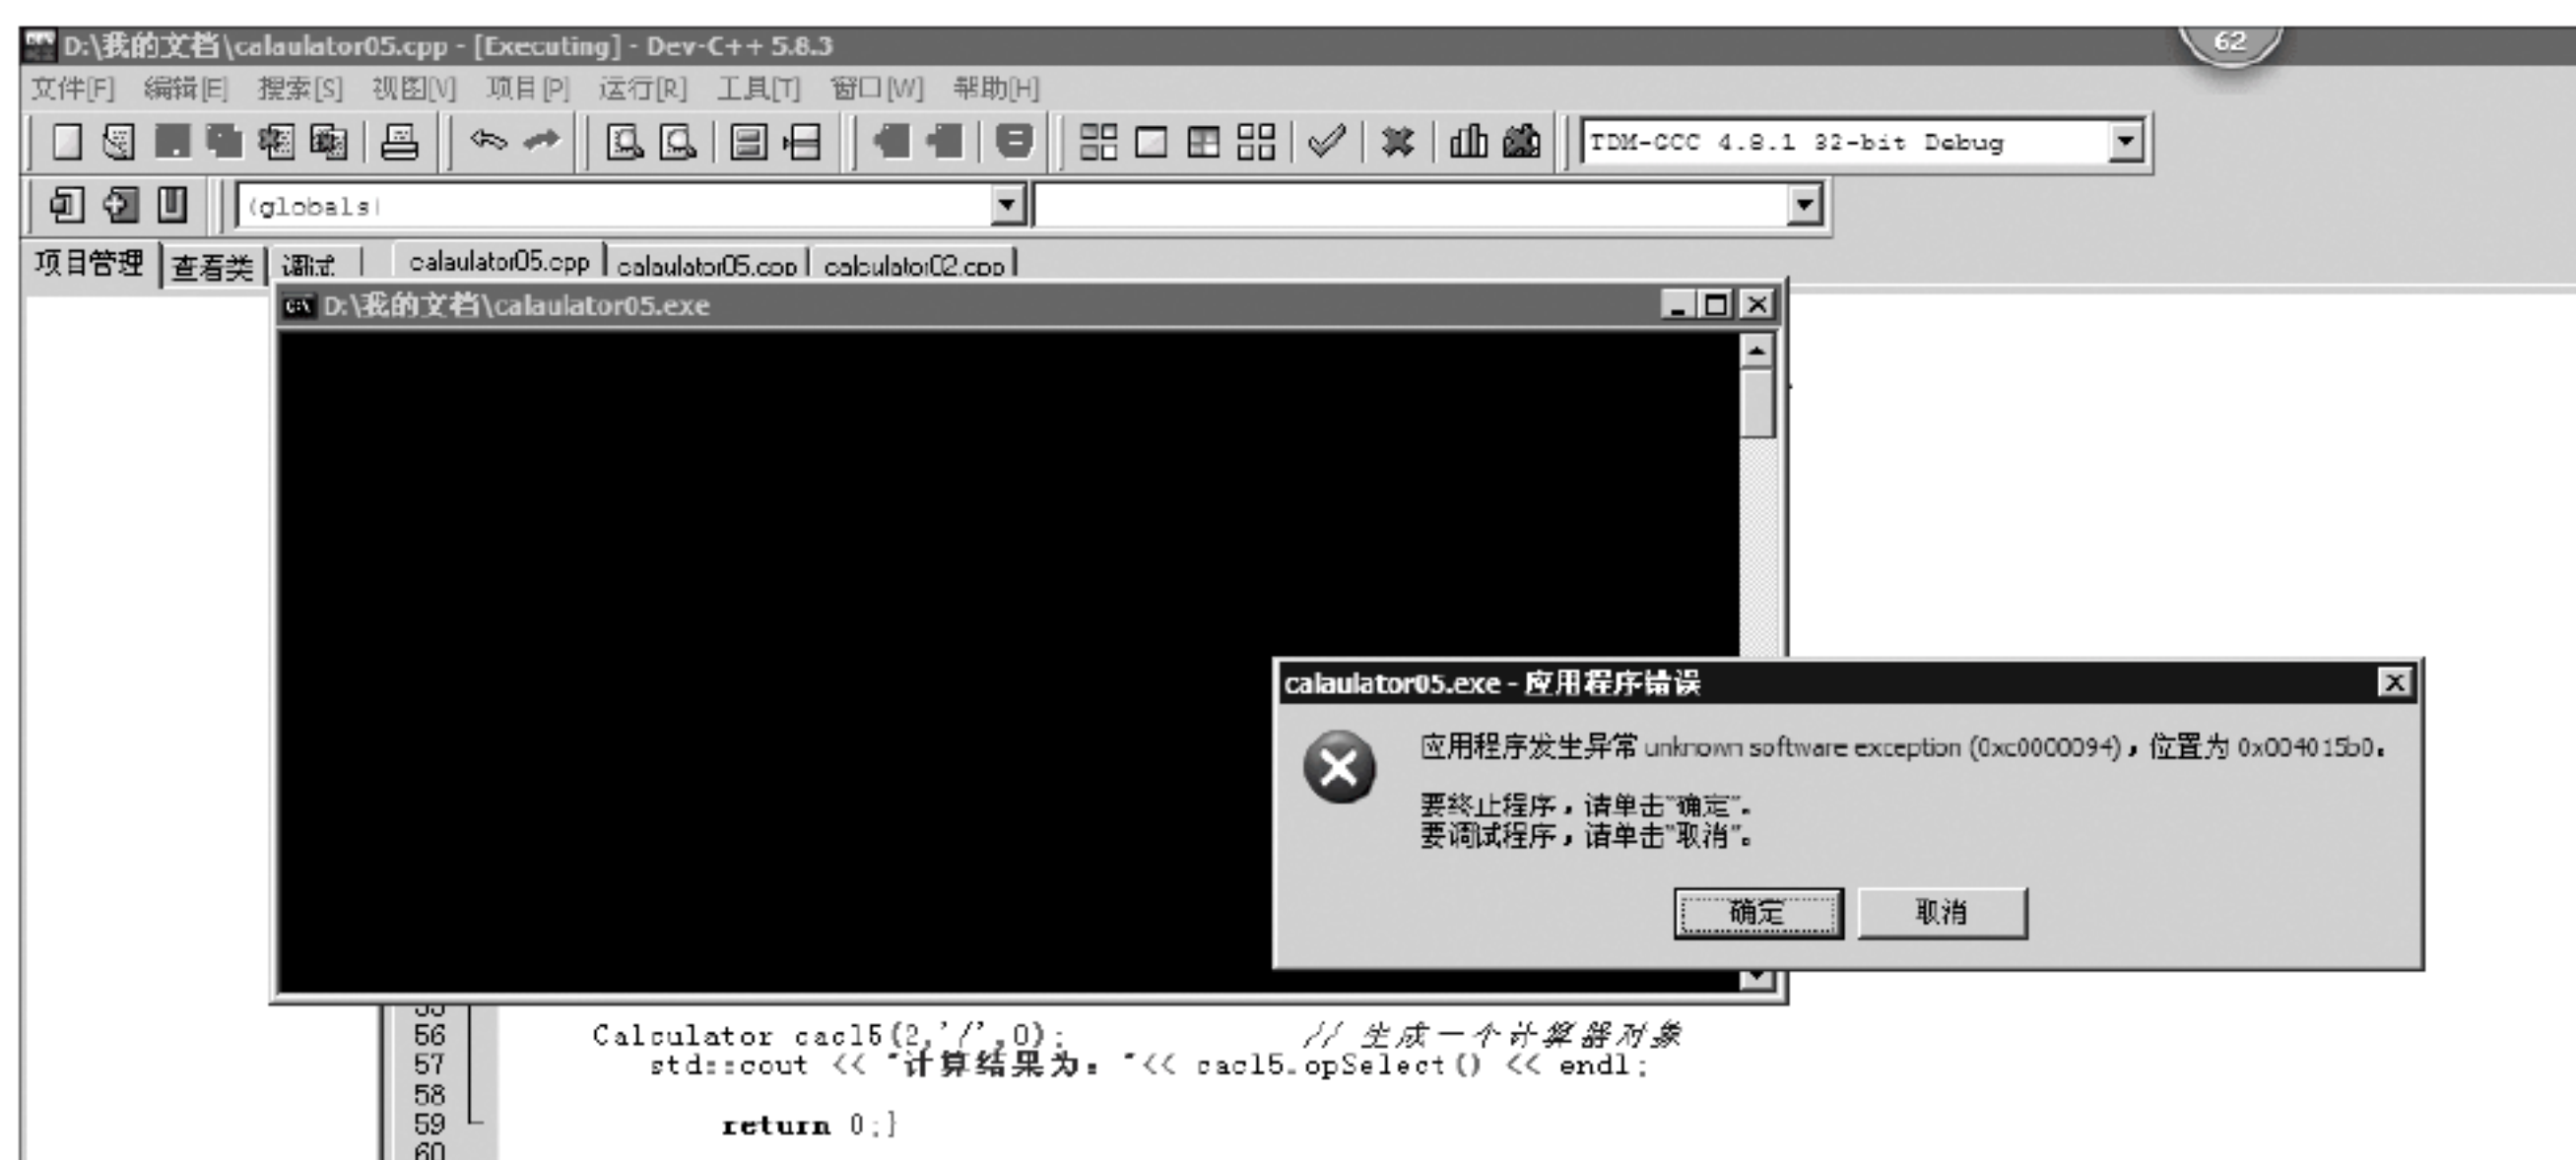 D:\我的文档\calaulator05.cpp - [Executing] - Dev-C++ 5.8.3
62
文件[F] 编辑[E] 搜索[S] 视图[V] 项目[P] 运行[R] 工具[T] 窗口[W] 帮助[H]
TDM-GCC 4.8.1 32-bit Debug
(globals)
项目管理 查看类 调试 calaulator05.cpp calaulator05.cpp calculator02.cpp
D:\我的文档\calaulator05.exe
calaulator05.exe - 应用程序错误
应用程序发生异常 unknown software exception (0xc0000094)，位置为 0x004015b0。
要终止程序，请单击"确定"。
要调试程序，请单击"取消"。
确定 取消
55
56 Calculator cacl5(2,'/',0); // 生成一个计算器对象
57 std::cout << "计算结果为："<< cacl5.opSelect() << endl;
58
59 return 0;}
60